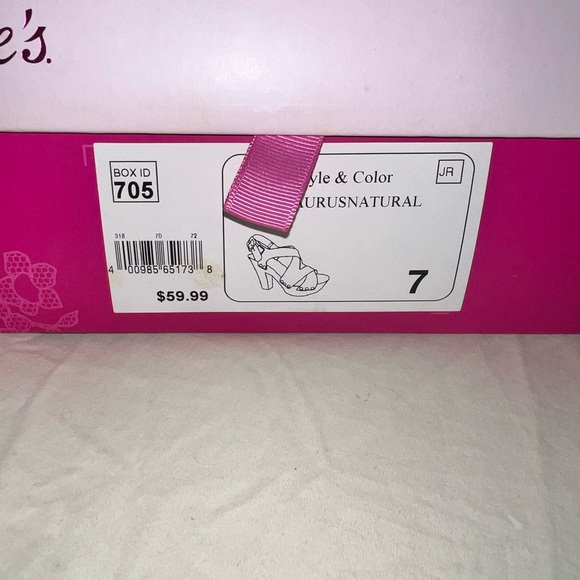 e's.
BOX ID
705
yle & Color
JR
AURUSNATURAL
318 70 72
4 00985 65173 8
$59.99
7